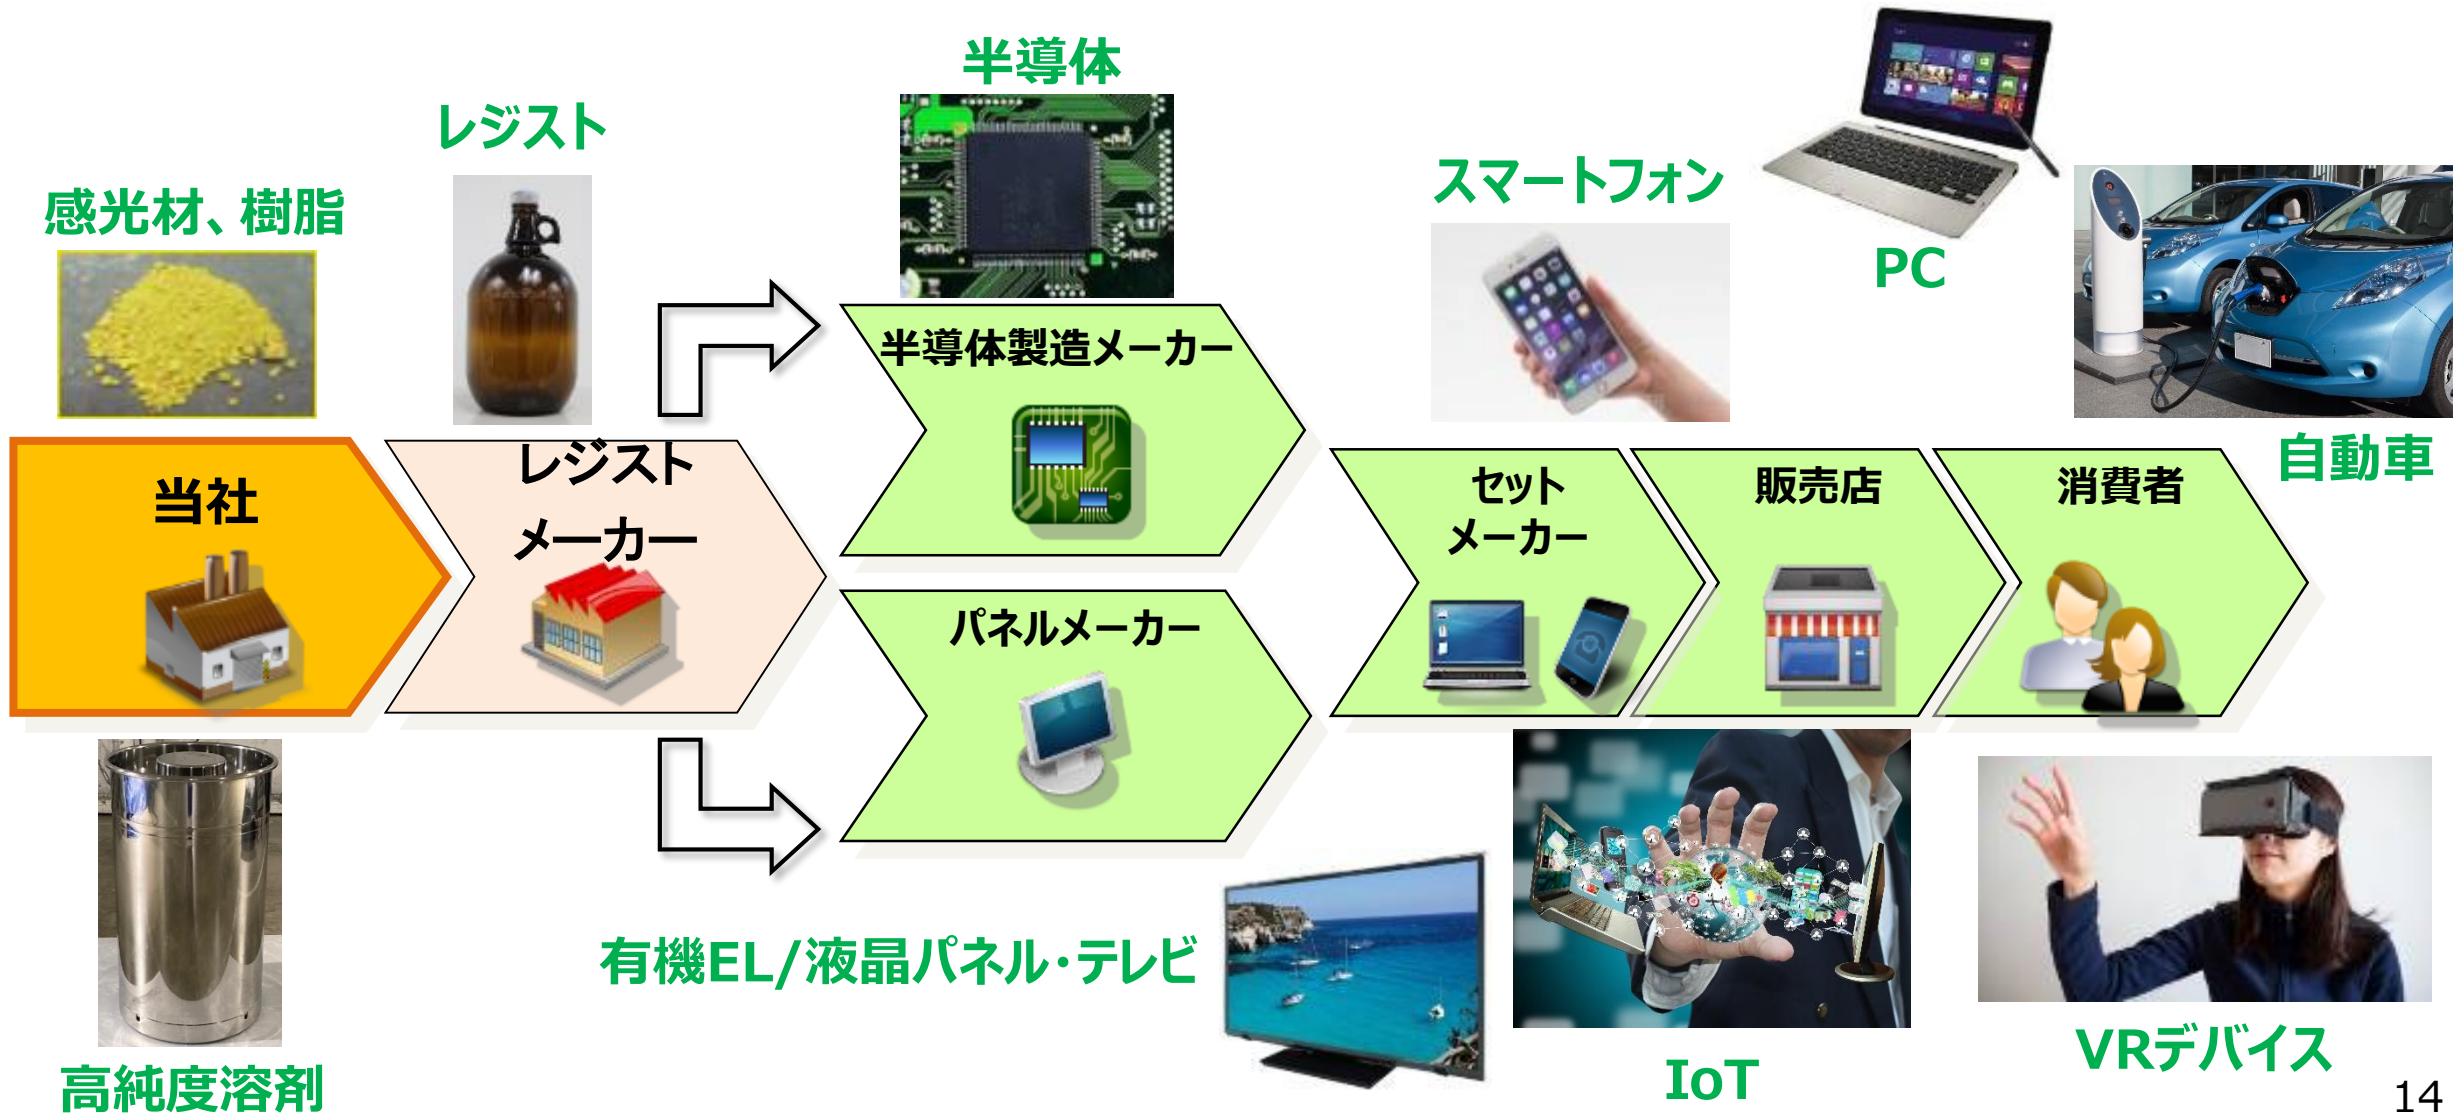 半導体
レジスト
スマートフォン
感光材、樹脂
PC
半導体製造メーカー
自動車
当社
レジスト
メーカー
セット
メーカー
販売店
消費者
パネルメーカー
有機EL/液晶パネル・テレビ
高純度溶剤
IoT
VRデバイス
14